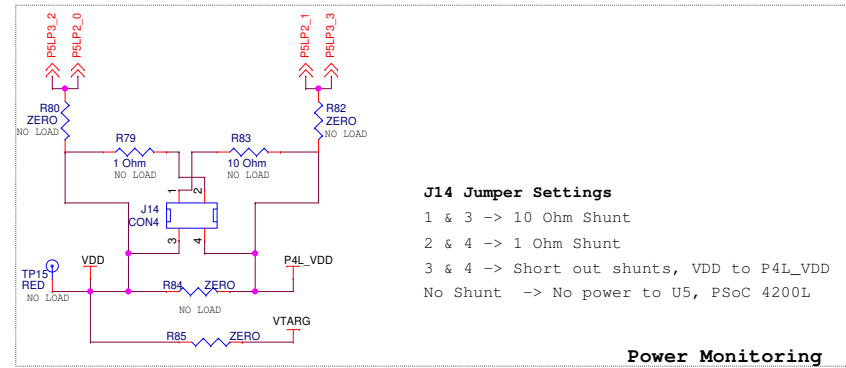 P5LP3_2
P5LP2_0
P5LP2_1
P5LP3_3
R80
ZERO
NO LOAD
R82
ZERO
NO LOAD
R79
1 Ohm
NO LOAD
R83
10 Ohm
NO LOAD
1
2
J14
CON4
3
4
J14 Jumper Settings
1 & 3 -> 10 Ohm Shunt
2 & 4 -> 1 Ohm Shunt
3 & 4 -> Short out shunts, VDD to P4L_VDD
No Shunt -> No power to U5, PSoC 4200L
TP15
RED
NO LOAD
VDD
P4L_VDD
R84 ZERO
NO LOAD
VTARG
R85 ZERO
Power Monitoring